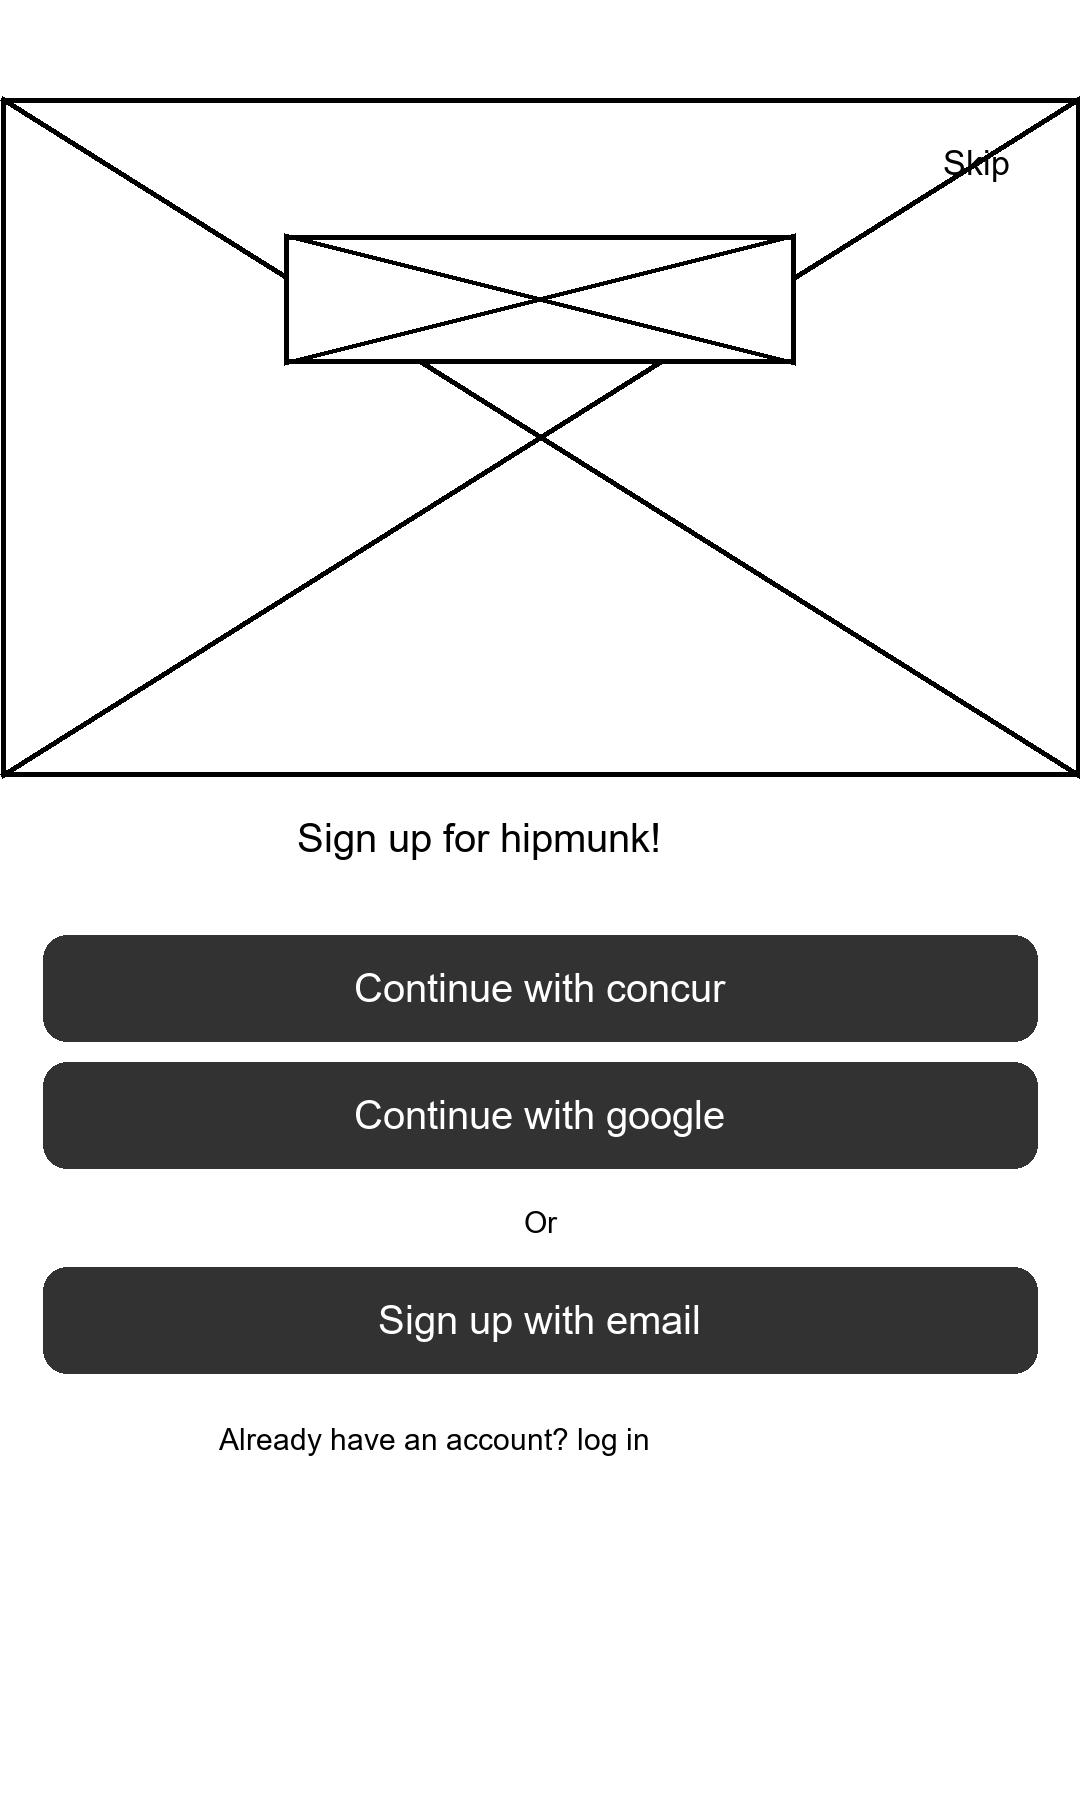 Skip
Sign up for hipmunk!
Continue with concur
Continue with google
Or
Sign up with email
Already have an account? log in